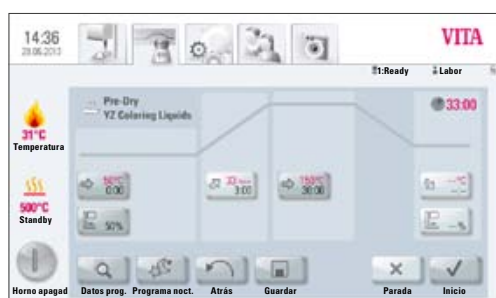 14:36
28.06.2013
VITA
1:Ready
Labor
Pre-Dry
YZ Coloring Liquids
33:00
31°C
Temperatura
50°C
0:00
33
3:00
150°C
30:00
--°C
--:--
500°C
Standby
50%
--%
Horno apagad
Datos prog.
Programa noct.
Atrás
Guardar
Parada
Inicio